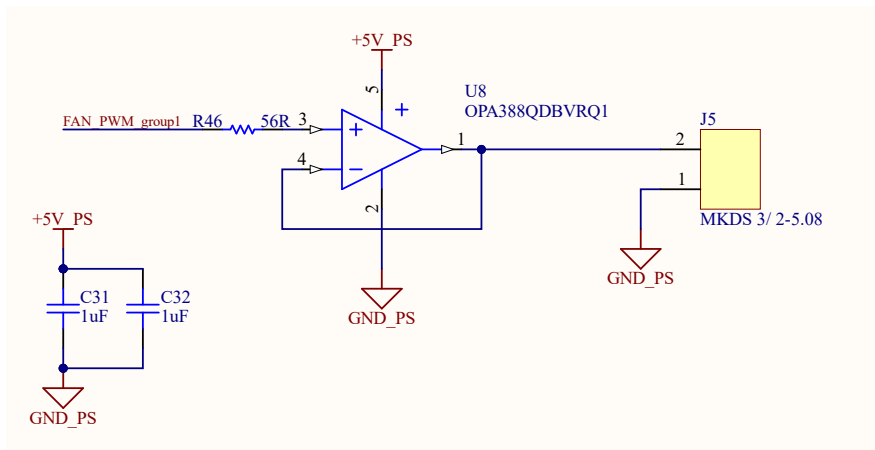 +5V_PS
5
U8
OPA388QDBVRQ1
FAN_PWM_group1
R46
56R
3
+
+
1
J5
2
4
−
1
2
MKDS 3/ 2-5.08
+5V_PS
GND_PS
GND_PS
C31
1uF
C32
1uF
GND_PS